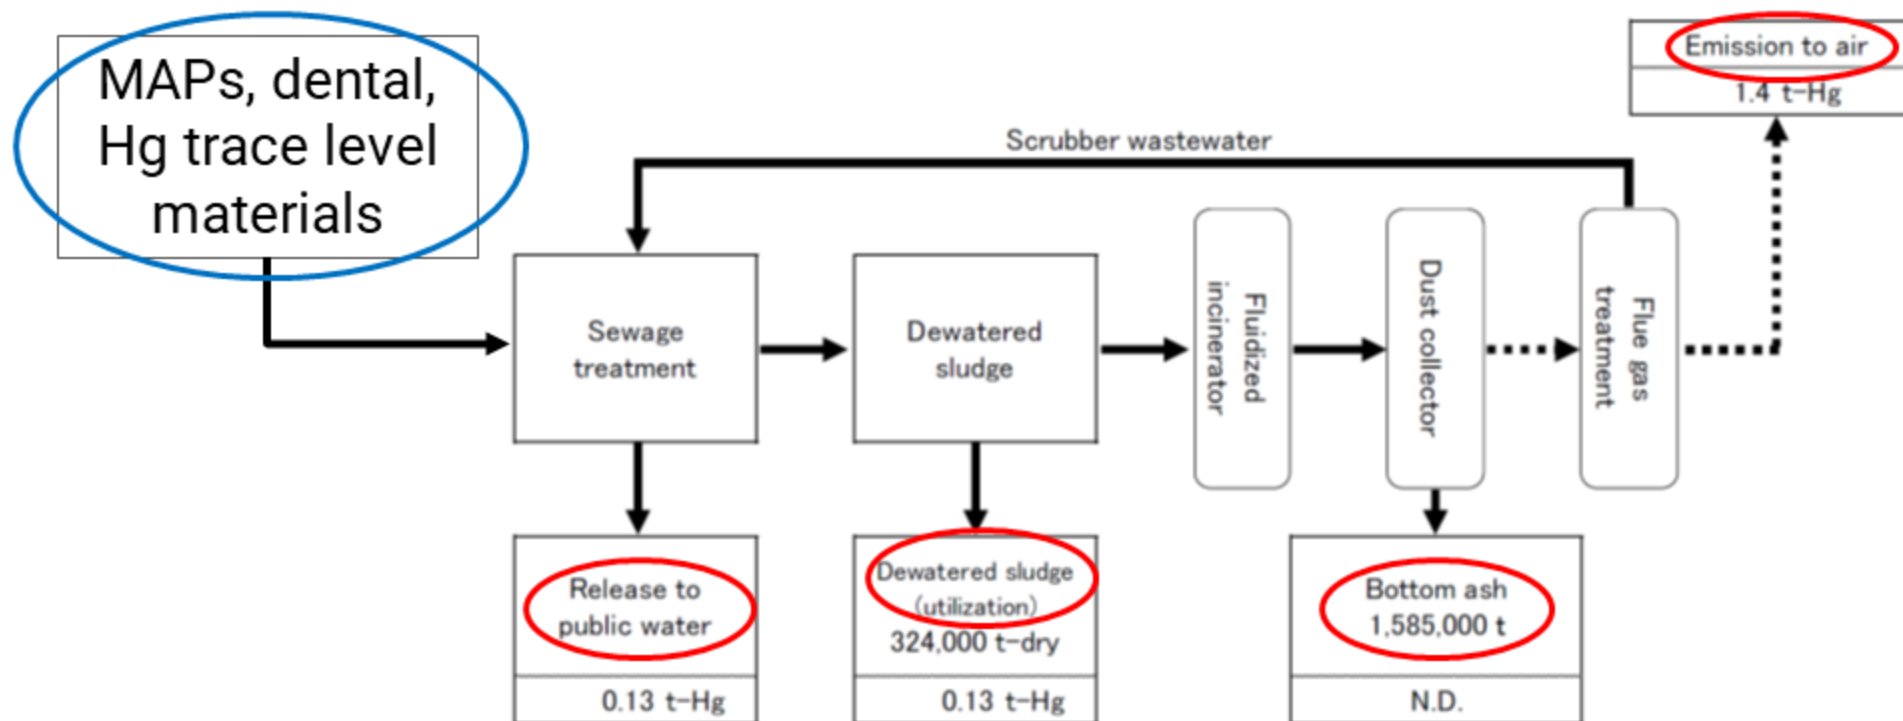 MAPs, dental,
Hg trace level
materials
Emission to air
1.4 t-Hg
Scrubber wastewater
Sewage
treatment
Dewatered
sludge
Fluidized
incinerator
Dust collector
Flue gas
treatment
Release to
public water
0.13 t-Hg
Dewatered sludge
(utilization)
324,000 t-dry
0.13 t-Hg
Bottom ash
1,585,000 t
N.D.